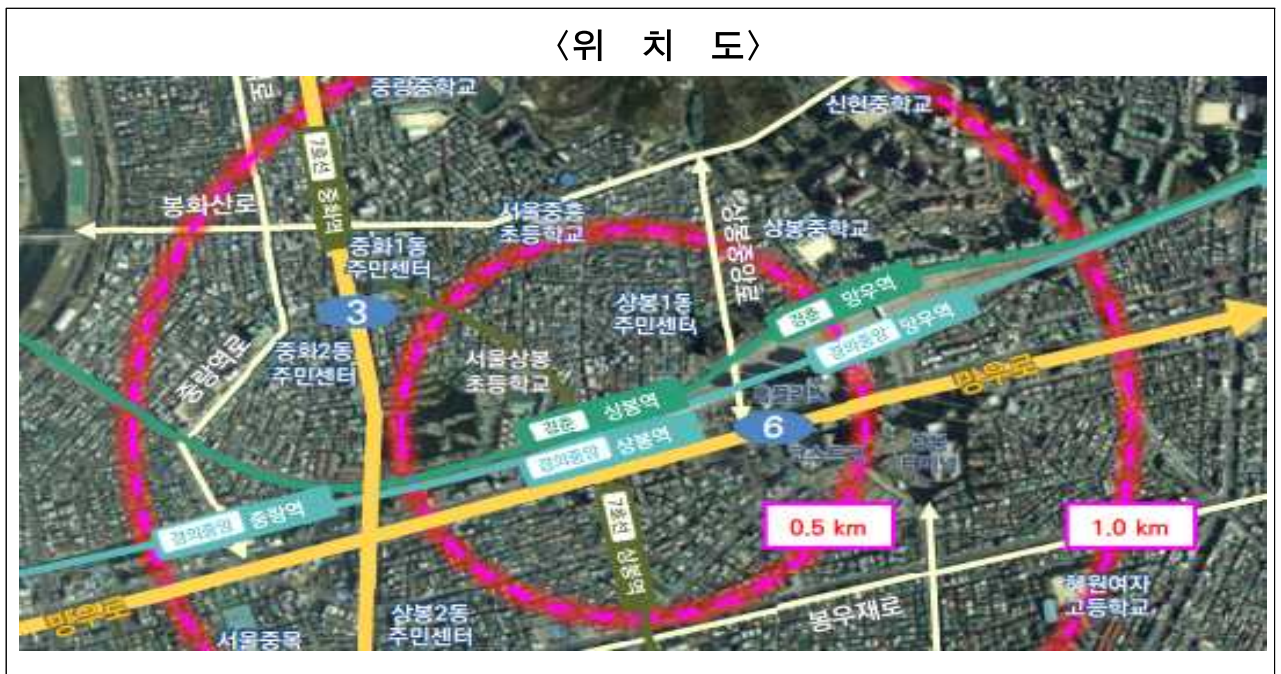 <위 치 도>
중랑중학교
신현중학교
7호선 중화역
봉화산로
서울중흥
초등학교
중화1동
주민센터
상봉중앙로
상봉중학교
경춘 망우역
3
상봉1동
주민센터
경의중앙 망우역
중화2동
주민센터
서울상봉
초등학교
중랑역로
망우로
경춘 상봉역
6
경의중앙 상봉역
7호선 상봉역
경의중앙 중랑역
0.5 km
1.0 km
망우로
상봉2동
주민센터
봉우재로
혜원여자
고등학교
서울중목